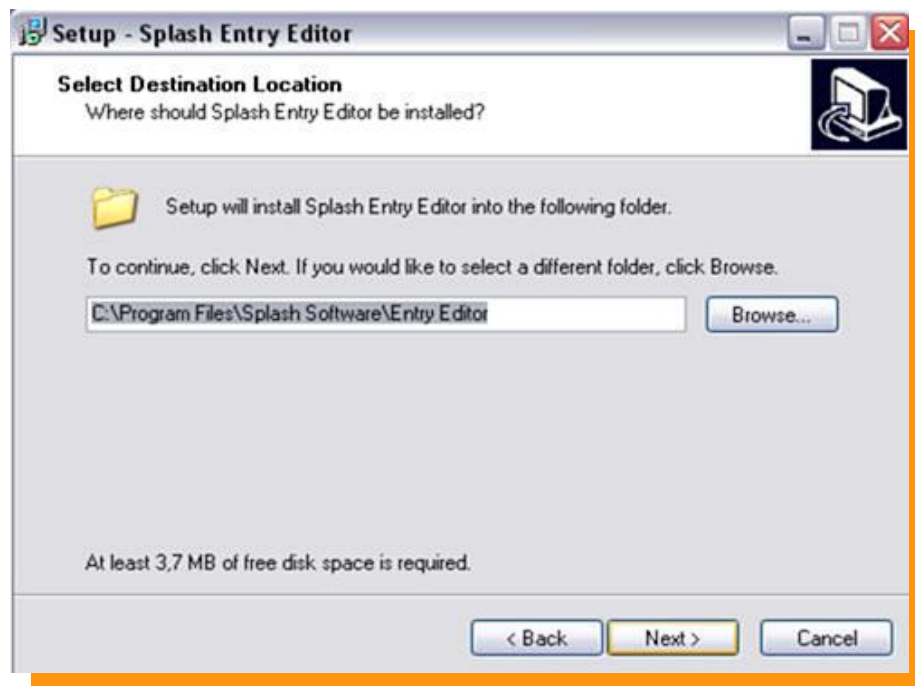 Setup - Splash Entry Editor
Select Destination Location
Where should Splash Entry Editor be installed?
Setup will install Splash Entry Editor into the following folder.
To continue, click Next. If you would like to select a different folder, click Browse.
C:\Program Files\Splash Software\Entry Editor
Browse...
At least 3,7 MB of free disk space is required.
< Back
Next >
Cancel